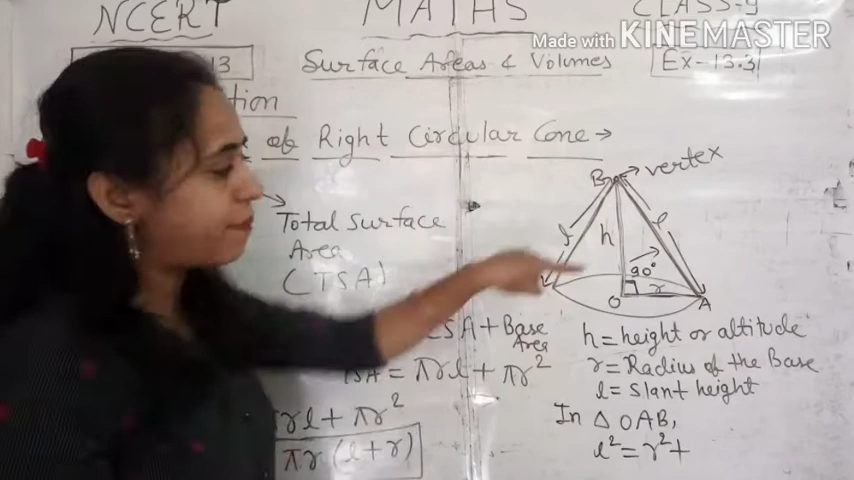 NCERT MATHS CLASS-9
Made with KINEMASTER
13 Surface Areas & Volumes Ex-13.3
tion
of Right Circular Cone →
B → vertex
Total Surface
Area
(TSA)
l h l
90°
O r A
CSA + Base
Area
TSA = πrl + πr²
πrl + πr²
πr (l+r)
h = height or altitude
r = Radius of the Base
l = Slant height
In △ OAB,
l² = r² +